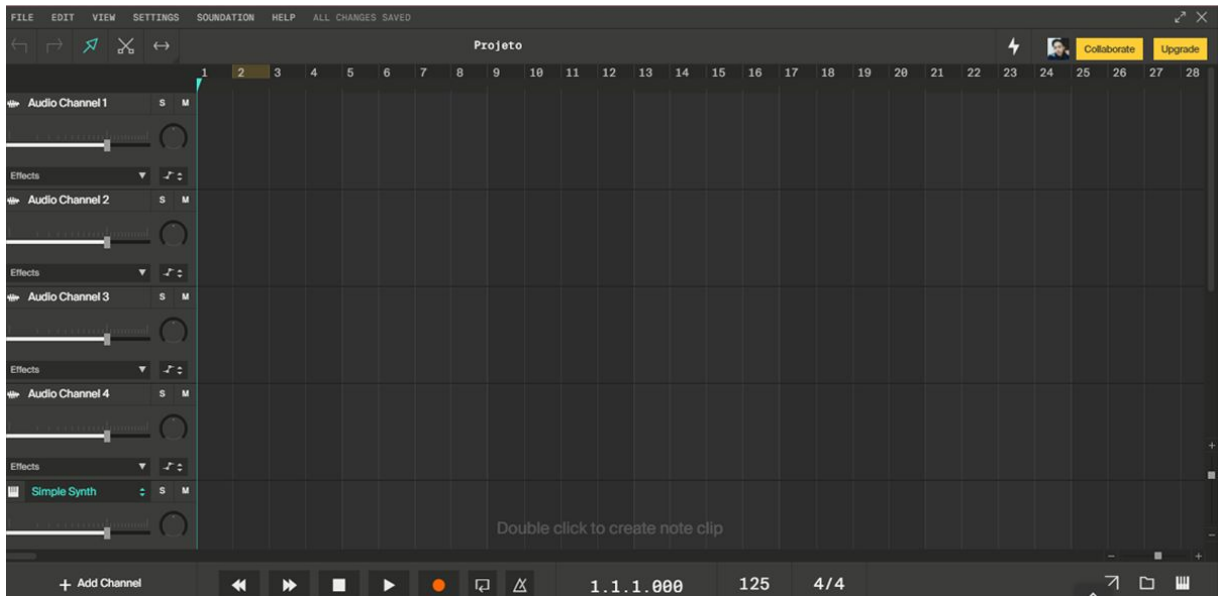 FILE EDIT VIEW SETTINGS SOUNDATION HELP ALL CHANGES SAVED
Projeto Collaborate Upgrade
1 2 3 4 5 6 7 8 9 10 11 12 13 14 15 16 17 18 19 20 21 22 23 24 25 26 27 28
Audio Channel 1 S M
Effects
Audio Channel 2 S M
Effects
Audio Channel 3 S M
Effects
Audio Channel 4 S M
Effects
Simple Synth S M
Double click to create note clip
+ Add Channel 1.1.1.000 125 4/4